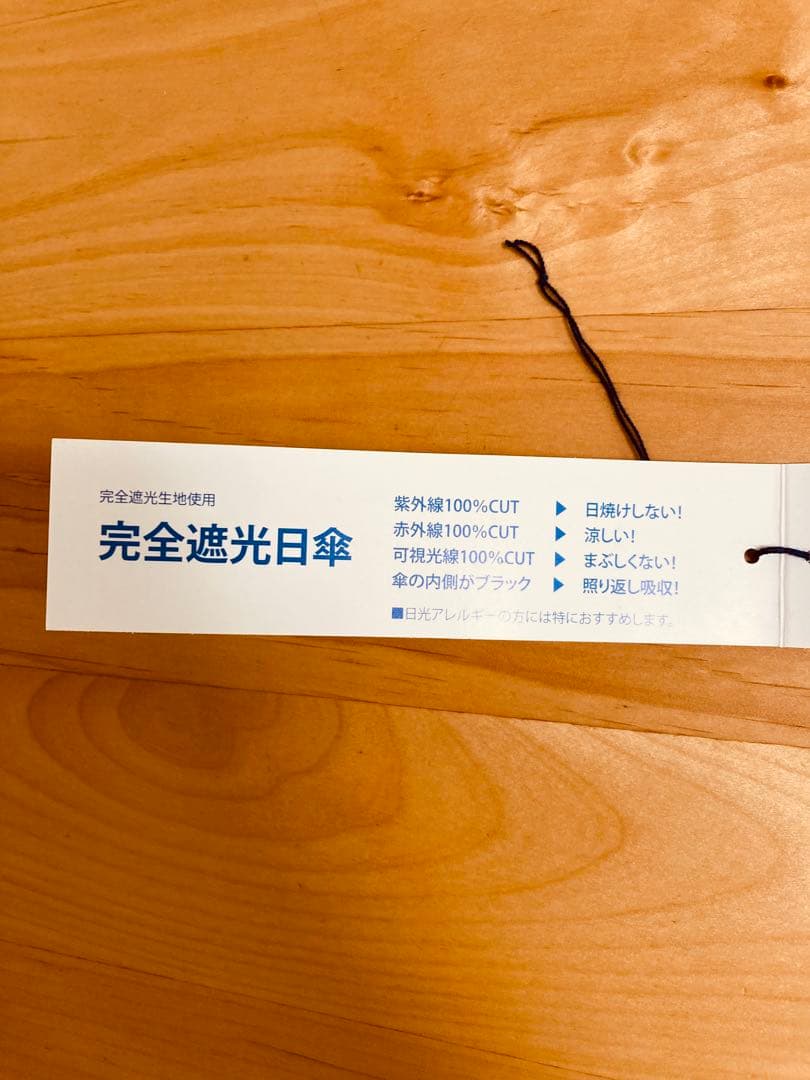 完全遮光生地使用
完全遮光日傘
紫外線100%CUT ▶ 日焼けしない!
赤外線100%CUT ▶ 涼しい!
可視光線100%CUT ▶ まぶしくない!
傘の内側がブラック ▶ 照り返し吸収!
■日光アレルギーの方には特におすすめします。